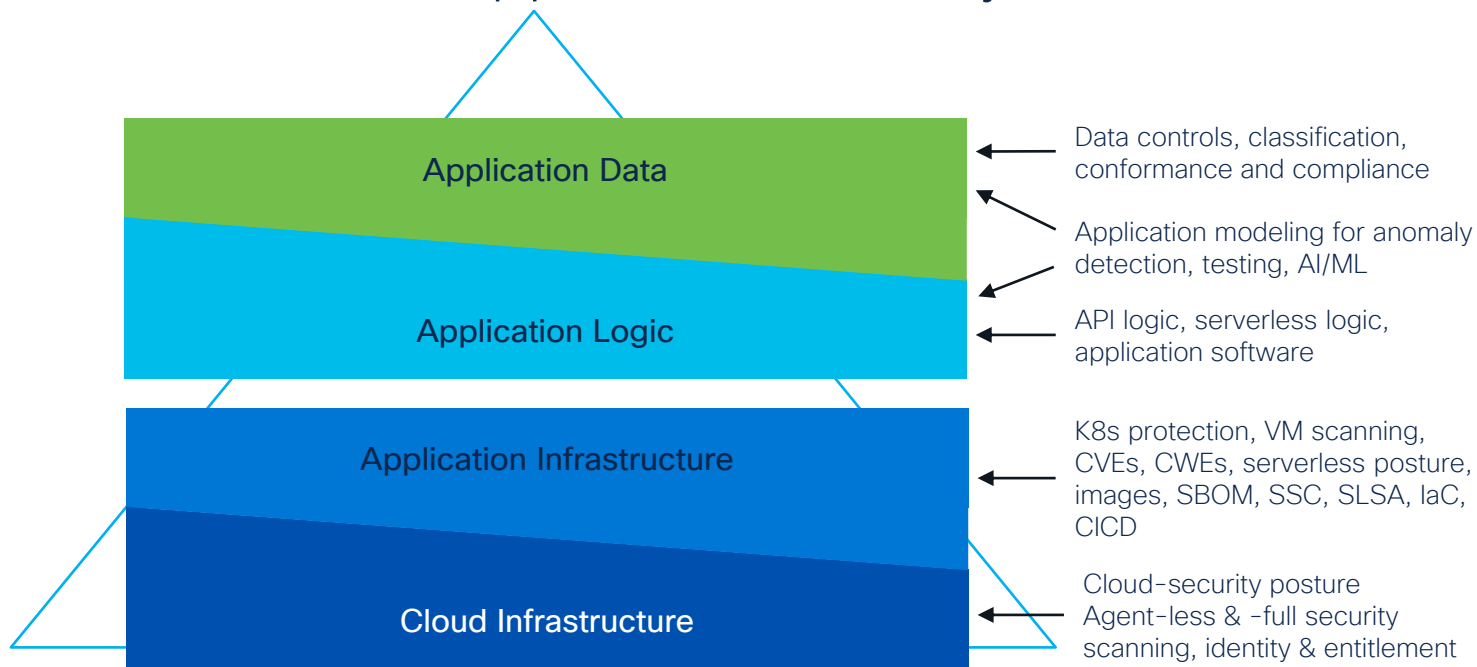 Application Data
Data controls, classification,
conformance and compliance
Application modeling for anomaly
detection, testing, AI/ML
Application Logic
API logic, serverless logic,
application software
Application Infrastructure
K8s protection, VM scanning,
CVEs, CWEs, serverless posture,
images, SBOM, SSC, SLSA, IaC,
CICD
Cloud Infrastructure
Cloud-security posture
Agent-less & -full security
scanning, identity & entitlement